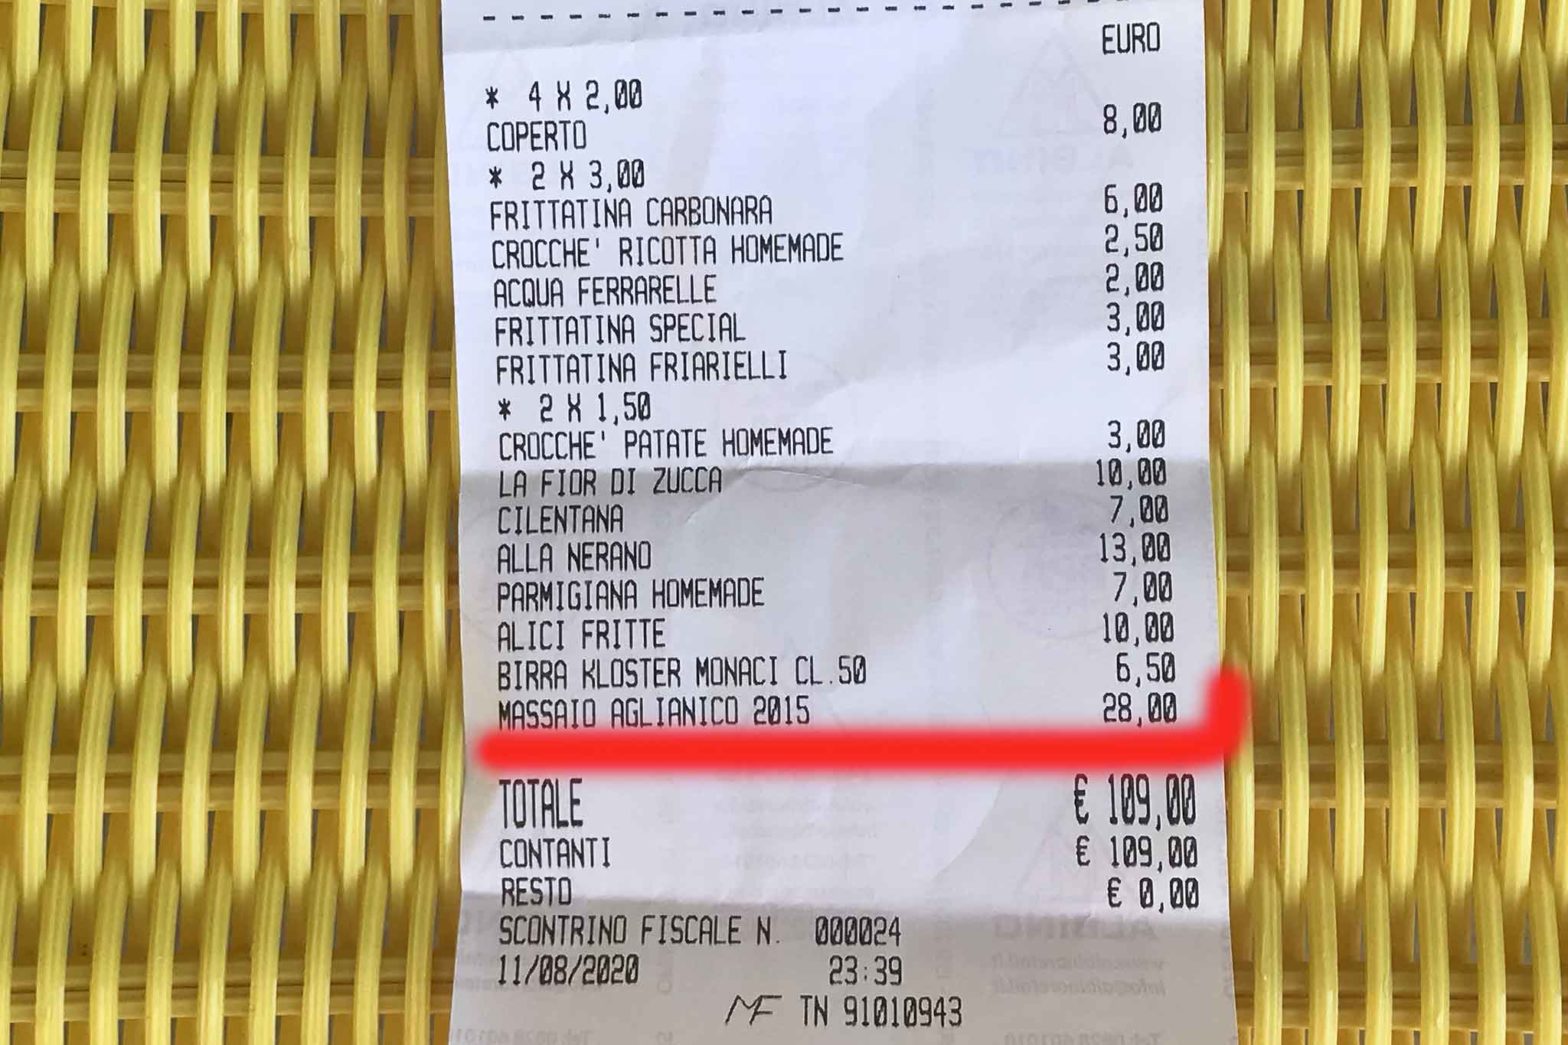 EURO
* 4 X 2,00
COPERTO 8,00
* 2 X 3,00
FRITTATINA CARBONARA 6,00
CROCCHE' RICOTTA HOMEMADE 2,50
ACQUA FERRARELLE 2,00
FRITTATINA SPECIAL 3,00
FRITTATINA FRIARIELLI 3,00
* 2 X 1,50
CROCCHE' PATATE HOMEMADE 3,00
LA FIOR DI ZUCCA 10,00
CILENTANA 7,00
ALLA NERANO 13,00
PARMIGIANA HOMEMADE 7,00
ALICI FRITTE 10,00
BIRRA KLOSTER MONACI CL.50 6,50
MASSAIO AGLIANICO 2015 28,00
TOTALE € 109,00
CONTANTI € 109,00
RESTO € 0,00
SCONTRINO FISCALE N. 000024
11/08/2020 23:39
MF TN 91010943